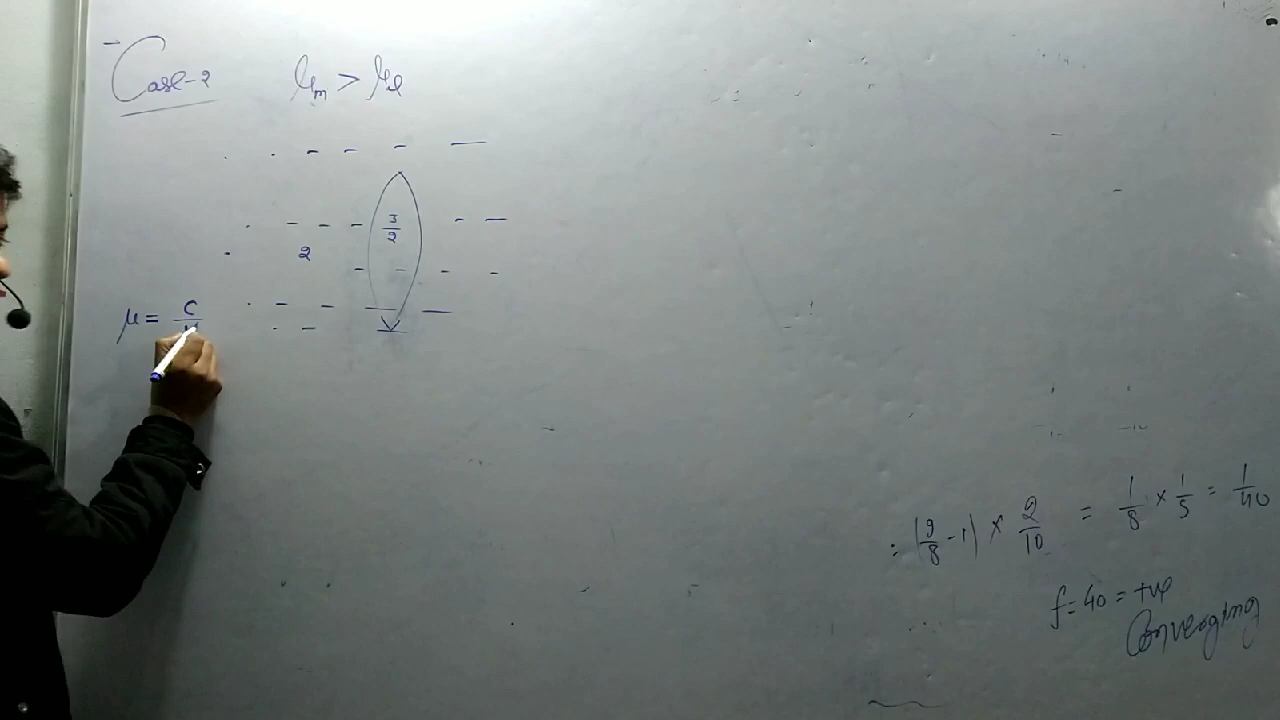 Case-2 μm > μl
3/2
2
μ = c/v
: (9/8 - 1) × 2/10 = 1/8 × 1/5 = 1/40
f = 40 = +ve
Converging